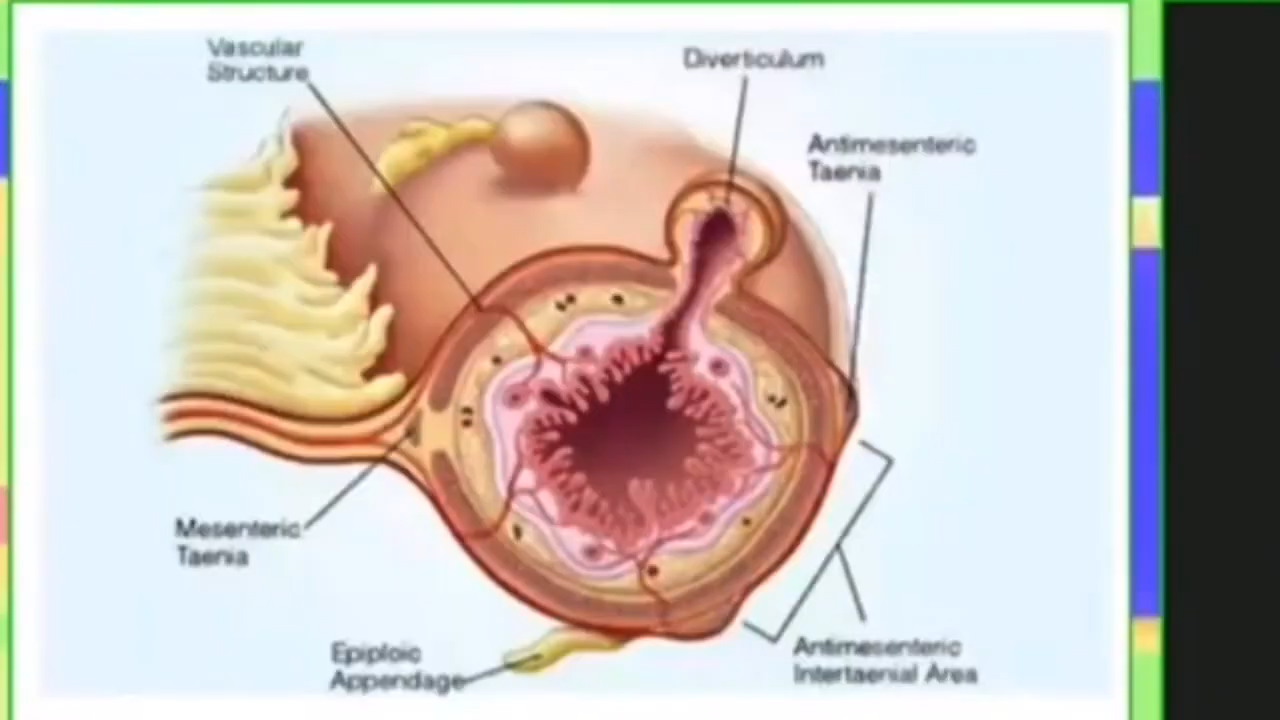 Vascular
Structure
Diverticulum
Antimesenteric
Taenia
Mesenteric
Taenia
Epiploic
Appendage
Antimesenteric
Intertaenial Area